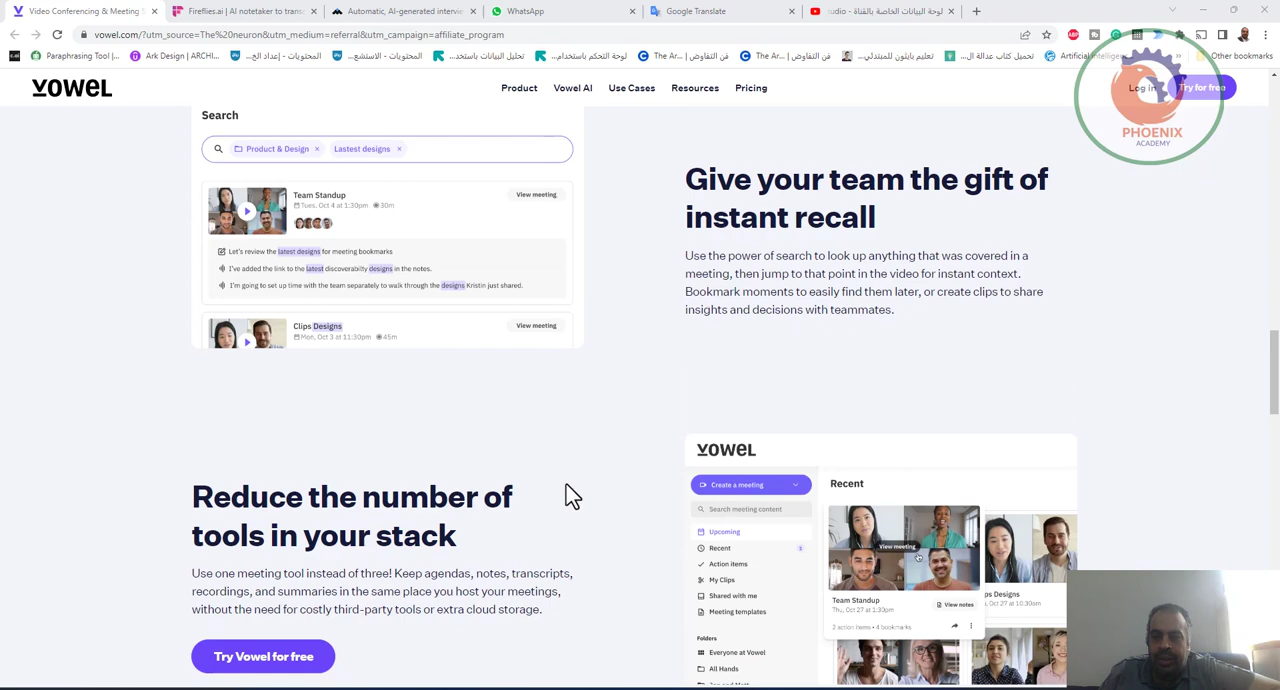 Video Conferencing & Meeting S
Fireflies.ai | AI notetaker to trans
Automatic, AI-generated intervie
WhatsApp
Google Translate
لوحة البيانات الخاصة بالقناة - udio
vowel.com/?utm_source=The%20neuron&utm_medium=referral&utm_campaign=affiliate_program
Paraphrasing Tool |...
Ark Design | ARCHI...
المحتويات - الإعداد ال...
المحتويات - الاستشع...
تحليل البيانات باستخد...
لوحة التحكم باستخدام...
The Ar... | فن التفاوض
The Ar... | فن التفاوض
تعليم بايثون للمبتدئي...
تحميل كتاب عدالة ال...
Artificial Intelligenc...
Other bookmarks
VOWEL
Product
Vowel AI
Use Cases
Resources
Pricing
Log in
Try for free
PHOENIX
ACADEMY
Search
Product & Design
Lastest designs
Team Standup
Tues, Oct 4 at 1:30pm
30m
View meeting
Let's review the latest designs for meeting bookmarks
I've added the link to the latest discoverabilty designs in the notes.
I'm going to set up time with the team separately to walk through the designs Kristin just shared.
Clips Designs
Mon, Oct 3 at 11:30pm
45m
View meeting
Give your team the gift of
instant recall
Use the power of search to look up anything that was covered in a
meeting, then jump to that point in the video for instant context.
Bookmark moments to easily find them later, or create clips to share
insights and decisions with teammates.
Reduce the number of
tools in your stack
Use one meeting tool instead of three! Keep agendas, notes, transcripts,
recordings, and summaries in the same place you host your meetings,
without the need for costly third-party tools or extra cloud storage.
Try Vowel for free
VOWEL
Create a meeting
Search meeting content
Upcoming
Recent
1
Action items
My Clips
Shared with me
Meeting templates
Folders
Everyone at Vowel
All Hands
Recent
View meeting
Team Standup
Thu, Oct 27 at 1:30pm
View notes
2 action items • 4 bookmarks
ps Designs
oct 27 at 10:30am